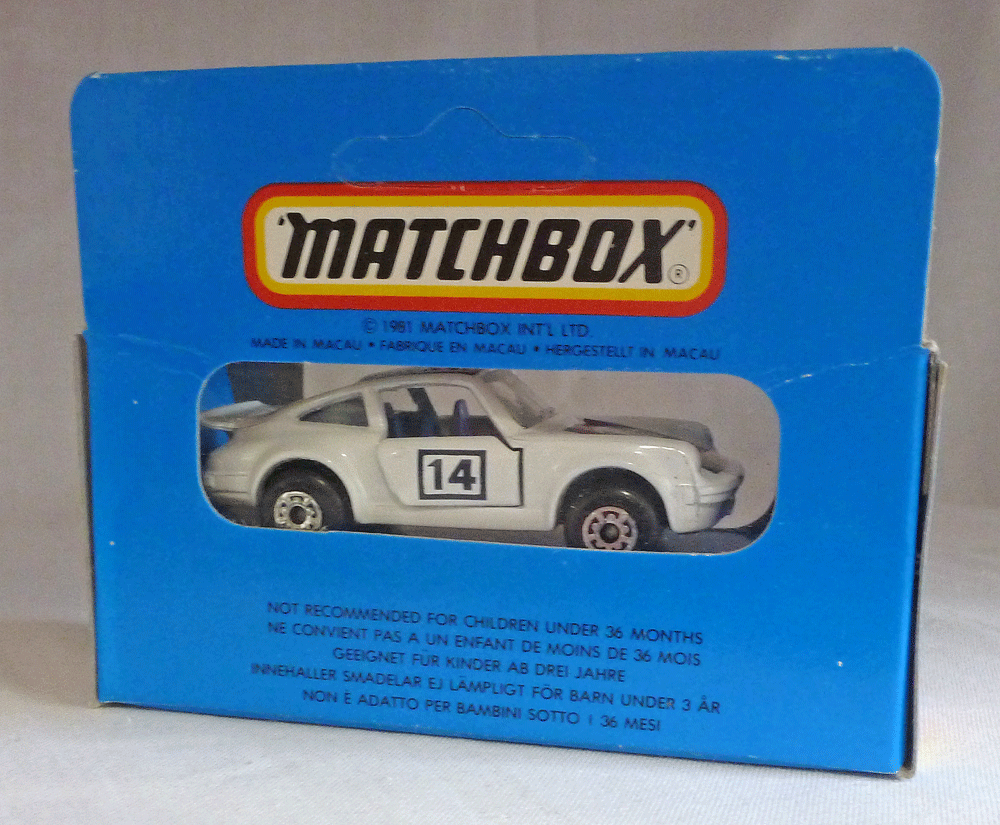 'MATCHBOX'®
© 1981 MATCHBOX INT'L LTD.
MADE IN MACAU • FABRIQUE EN MACAU • HERGESTELLT IN MACAU
14
NOT RECOMMENDED FOR CHILDREN UNDER 36 MONTHS
NE CONVIENT PAS A UN ENFANT DE MOINS DE 36 MOIS
GEEIGNET FÜR KINDER AB DREI JAHRE
INNEHALLER SMADELAR EJ LÄMPLIGT FÖR BARN UNDER 3 ÅR
NON È ADATTO PER BAMBINI SOTTO I 36 MESI